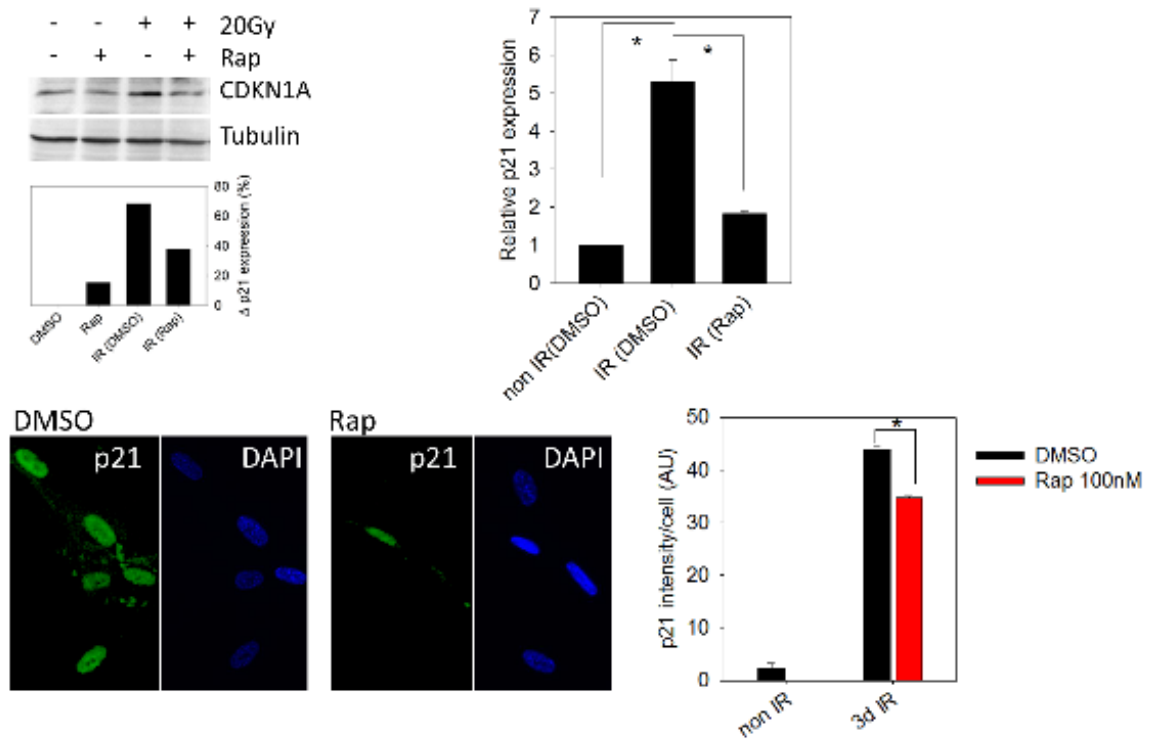 - - + + 20Gy
- + - + Rap
CDKN1A
Tubulin
80
60
40
20
0
Δ p21 expression (%)
DMSO
Rap
IR (DMSO)
IR (Rap)
7
6
5
4
3
2
1
0
Relative p21 expression
* *
non IR(DMSO)
IR (DMSO)
IR (Rap)
DMSO
p21 DAPI
Rap
p21 DAPI
50
40
30
20
10
0
p21 intensity/cell (AU)
*
non IR
3d IR
DMSO
Rap 100nM